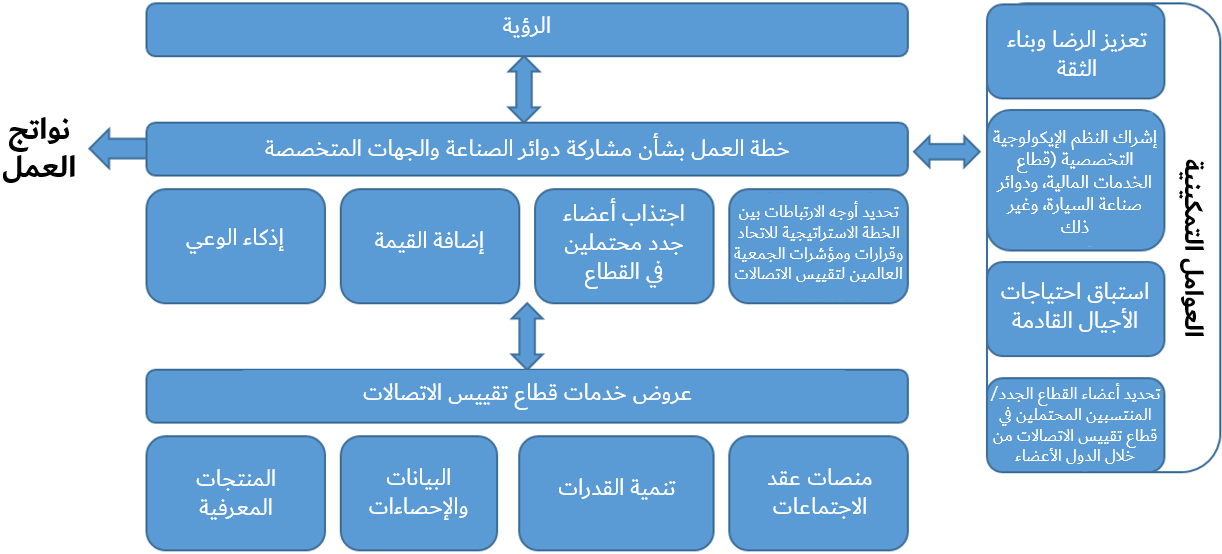 الرؤية
خطة العمل بشأن مشاركة دوائر الصناعة والجهات المتخصصة
تحديد أوجه الارتباطات بين
الخطة الاستراتيجية للاتحاد
وقرارات ومؤشرات الجمعية
العالمين لتقييس الاتصالات
اجتذاب أعضاء
جدد محتملين
في القطاع
إضافة القيمة
إذكاء الوعي
عروض خدمات قطاع تقييس الاتصالات
منصات عقد
الاجتماعات
تنمية القدرات
البيانات
والإحصاءات
المنتجات
المعرفية
نواتج
العمل
العوامل التمكينية
تعزيز الرضا وبناء
الثقة
إشراك النظم الإيكولوجية
التخصصية (قطاع
الخدمات المالية، ودوائر
صناعة السيارة، وغير
ذلك
استباق احتياجات
الأجيال القادمة
تحديد أعضاء القطاع الجدد/
المنتسبين المحتملين في
قطاع تقييس الاتصالات من
خلال الدول الأعضاء